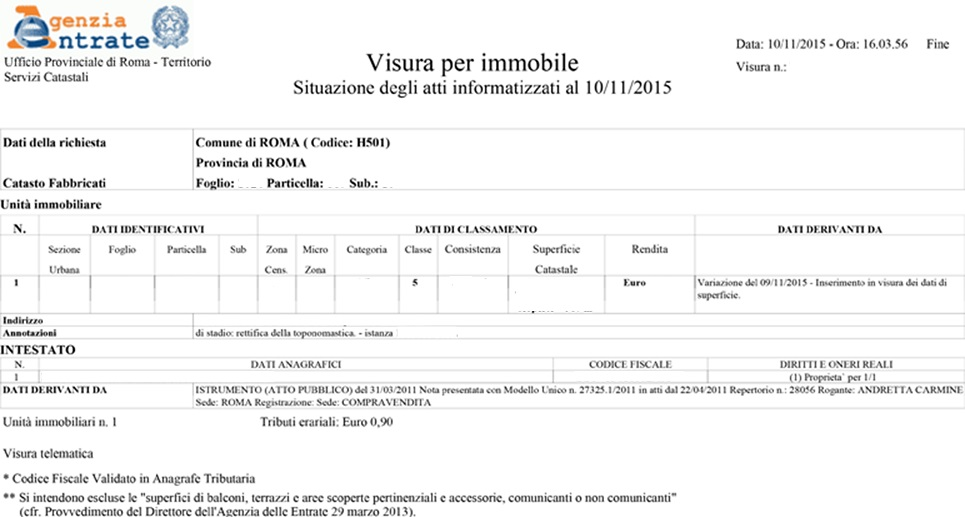 Agenzia
Entrate
Ufficio Provinciale di Roma - Territorio
Servizi Catastali
Visura per immobile
Situazione degli atti informatizzati al 10/11/2015
Data: 10/11/2015 - Ora: 16.03.56 Fine
Visura n.:
Dati della richiesta Comune di ROMA ( Codice: H501)
Provincia di ROMA
Catasto Fabbricati Foglio: Particella: Sub.:
Unità immobiliare
N. DATI IDENTIFICATIVI DATI DI CLASSAMENTO DATI DERIVANTI DA
Sezione Foglio Particella Sub Zona Micro Categoria Classe Consistenza Superficie Rendita
Urbana Cens. Zona Catastale
1 5 Euro Variazione del 09/11/2015 - Inserimento in visura dei dati di
superficie.
Indirizzo
Annotazioni di stadio: rettifica della toponomastica. - istanza
INTESTATO
N. DATI ANAGRAFICI CODICE FISCALE DIRITTI E ONERI REALI
1 (1) Proprieta` per 1/1
DATI DERIVANTI DA ISTRUMENTO (ATTO PUBBLICO) del 31/03/2011 Nota presentata con Modello Unico n. 27325.1/2011 in atti dal 22/04/2011 Repertorio n.: 28056 Rogante: ANDRETTA CARMINE
Sede: ROMA Registrazione: Sede: COMPRAVENDITA
Unità immobiliari n. 1 Tributi erariali: Euro 0,90
Visura telematica
* Codice Fiscale Validato in Anagrafe Tributaria
** Si intendono escluse le "superfici di balconi, terrazzi e aree scoperte pertinenziali e accessorie, comunicanti o non comunicanti"
(cfr. Provvedimento del Direttore dell'Agenzia delle Entrate 29 marzo 2013).